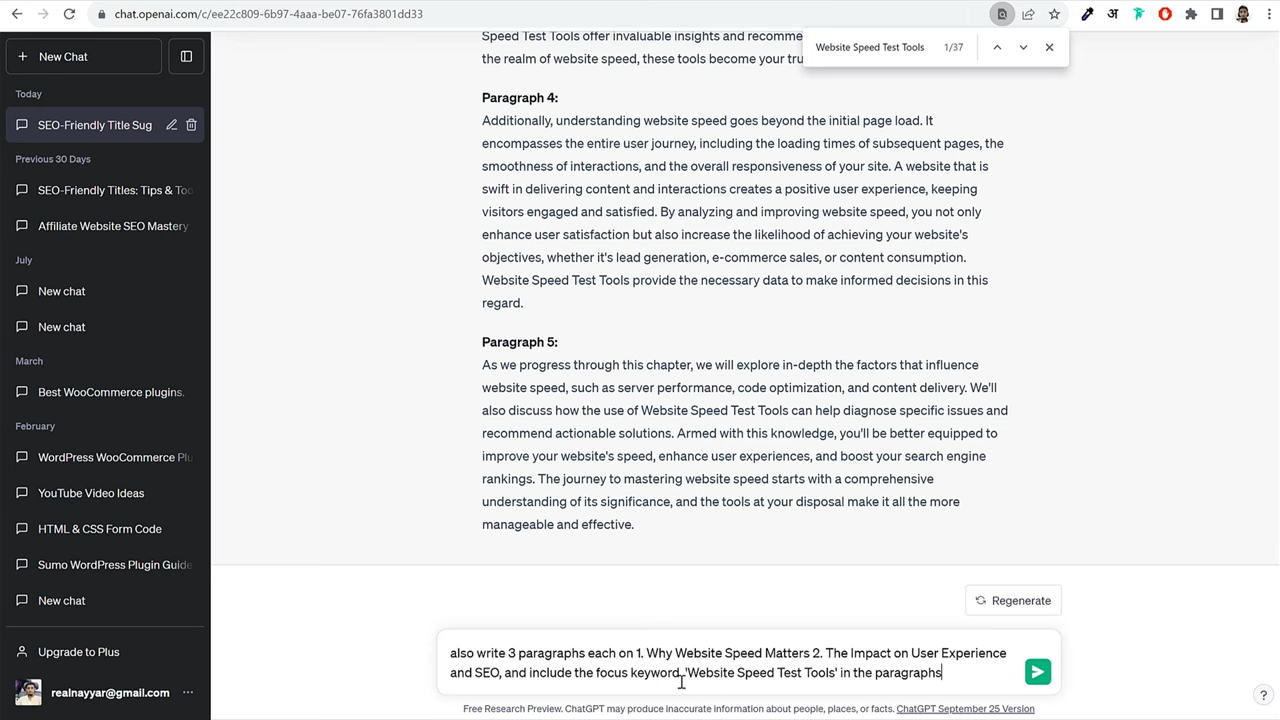 chat.openai.com/c/ee22c809-6b97-4aaa-be07-76fa3801dd33
अ
Website Speed Test Tools 1/37
New Chat
Today
SEO-Friendly Title Sug
Previous 30 Days
SEO-Friendly Titles: Tips & Too
Affiliate Website SEO Mastery
July
New chat
New chat
March
Best WooCommerce plugins.
February
WordPress WooCommerce Plu
YouTube Video Ideas
HTML & CSS Form Code
Sumo WordPress Plugin Guide
New chat
Upgrade to Plus
realnayyar@gmail.com
Speed Test Tools offer invaluable insights and recomm
the realm of website speed, these tools become your tru
Paragraph 4:
Additionally, understanding website speed goes beyond the initial page load. It
encompasses the entire user journey, including the loading times of subsequent pages, the
smoothness of interactions, and the overall responsiveness of your site. A website that is
swift in delivering content and interactions creates a positive user experience, keeping
visitors engaged and satisfied. By analyzing and improving website speed, you not only
enhance user satisfaction but also increase the likelihood of achieving your website's
objectives, whether it's lead generation, e-commerce sales, or content consumption.
Website Speed Test Tools provide the necessary data to make informed decisions in this
regard.
Paragraph 5:
As we progress through this chapter, we will explore in-depth the factors that influence
website speed, such as server performance, code optimization, and content delivery. We'll
also discuss how the use of Website Speed Test Tools can help diagnose specific issues and
recommend actionable solutions. Armed with this knowledge, you'll be better equipped to
improve your website's speed, enhance user experiences, and boost your search engine
rankings. The journey to mastering website speed starts with a comprehensive
understanding of its significance, and the tools at your disposal make it all the more
manageable and effective.
Regenerate
also write 3 paragraphs each on 1. Why Website Speed Matters 2. The Impact on User Experience
and SEO, and include the focus keyword, 'Website Speed Test Tools' in the paragraphs
Free Research Preview. ChatGPT may produce inaccurate information about people, places, or facts. ChatGPT September 25 Version
?